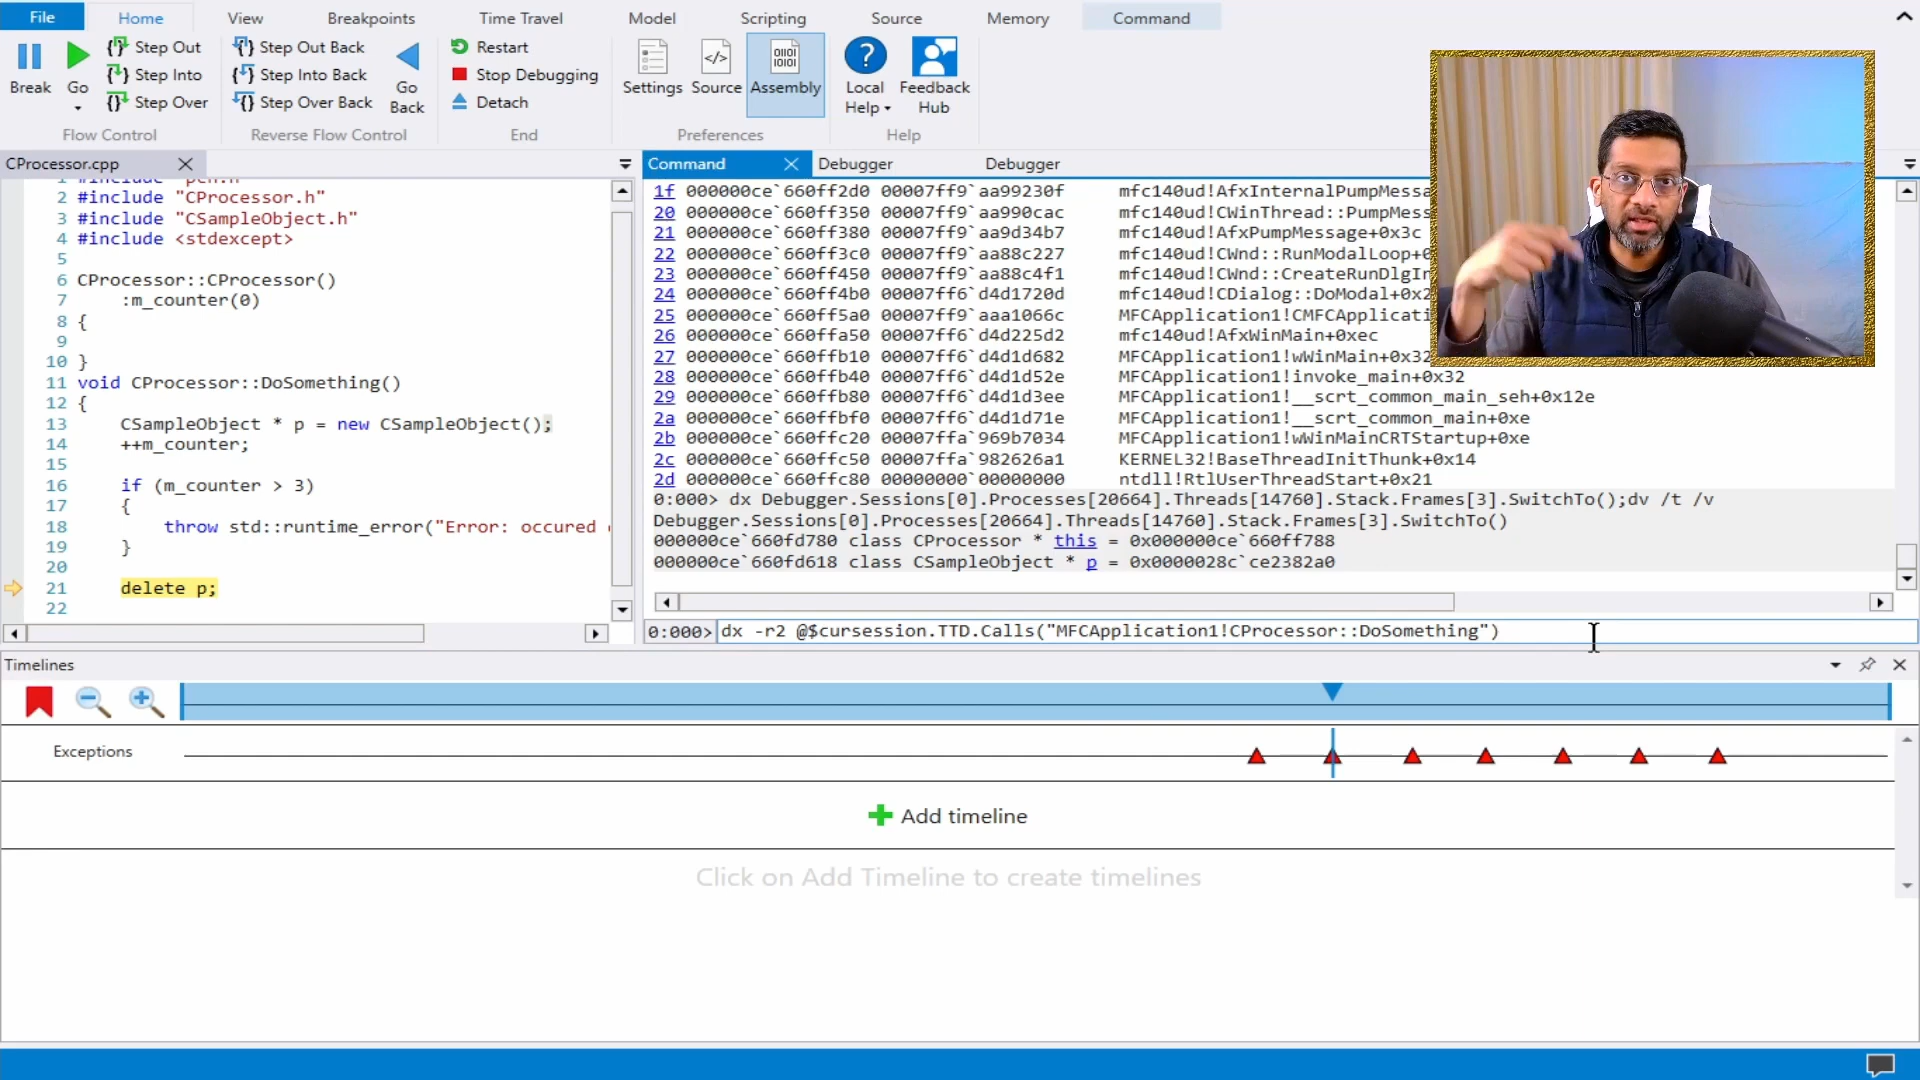 File
Home
View
Breakpoints
Time Travel
Model
Scripting
Source
Memory
Command
Break
Go
Step Out
Step Into
Step Over
Flow Control
Step Out Back
Step Into Back
Step Over Back
Go Back
Reverse Flow Control
Restart
Stop Debugging
Detach
End
Settings
Source
Assembly
Preferences
Local Help
Feedback Hub
Help
CProcessor.cpp
2 #include "CProcessor.h"
3 #include "CSampleObject.h"
4 #include <stdexcept>
5
6 CProcessor::CProcessor()
7 :m_counter(0)
8 {
9
10 }
11 void CProcessor::DoSomething()
12 {
13 CSampleObject * p = new CSampleObject();
14 ++m_counter;
15
16 if (m_counter > 3)
17 {
18 throw std::runtime_error("Error: occured
19 }
20
21 delete p;
22
Command
Debugger
Debugger
1f 000000ce`660ff2d0 00007ff9`aa99230f mfc140ud!AfxInternalPumpMessa
20 000000ce`660ff350 00007ff9`aa990cac mfc140ud!CWinThread::PumpMess
21 000000ce`660ff380 00007ff9`aa9d34b7 mfc140ud!AfxPumpMessage+0x3c
22 000000ce`660ff3c0 00007ff9`aa88c227 mfc140ud!CWnd::RunModalLoop+0
23 000000ce`660ff450 00007ff9`aa88c4f1 mfc140ud!CWnd::CreateRunDlgIn
24 000000ce`660ff4b0 00007ff6`d4d1720d mfc140ud!CDialog::DoModal+0x2
25 000000ce`660ff5a0 00007ff9`aaa1066c MFCApplication1!CMFCApplicati
26 000000ce`660ffa50 00007ff6`d4d225d2 mfc140ud!AfxWinMain+0xec
27 000000ce`660ffb10 00007ff6`d4d1d682 MFCApplication1!wWinMain+0x32
28 000000ce`660ffb40 00007ff6`d4d1d52e MFCApplication1!invoke_main+0x32
29 000000ce`660ffb80 00007ff6`d4d1d3ee MFCApplication1!__scrt_common_main_seh+0x12e
2a 000000ce`660ffbf0 00007ff6`d4d1d71e MFCApplication1!__scrt_common_main+0xe
2b 000000ce`660ffc20 00007ffa`969b7034 MFCApplication1!wWinMainCRTStartup+0xe
2c 000000ce`660ffc50 00007ffa`982626a1 KERNEL32!BaseThreadInitThunk+0x14
2d 000000ce`660ffc80 00000000`00000000 ntdll!RtlUserThreadStart+0x21
0:000> dx Debugger.Sessions[0].Processes[20664].Threads[14760].Stack.Frames[3].SwitchTo();dv /t /v
Debugger.Sessions[0].Processes[20664].Threads[14760].Stack.Frames[3].SwitchTo()
000000ce`660fd780 class CProcessor * this = 0x000000ce`660ff788
000000ce`660fd618 class CSampleObject * p = 0x0000028c`ce2382a0
0:000> dx -r2 @$cursession.TTD.Calls("MFCApplication1!CProcessor::DoSomething")
Timelines
Exceptions
Add timeline
Click on Add Timeline to create timelines